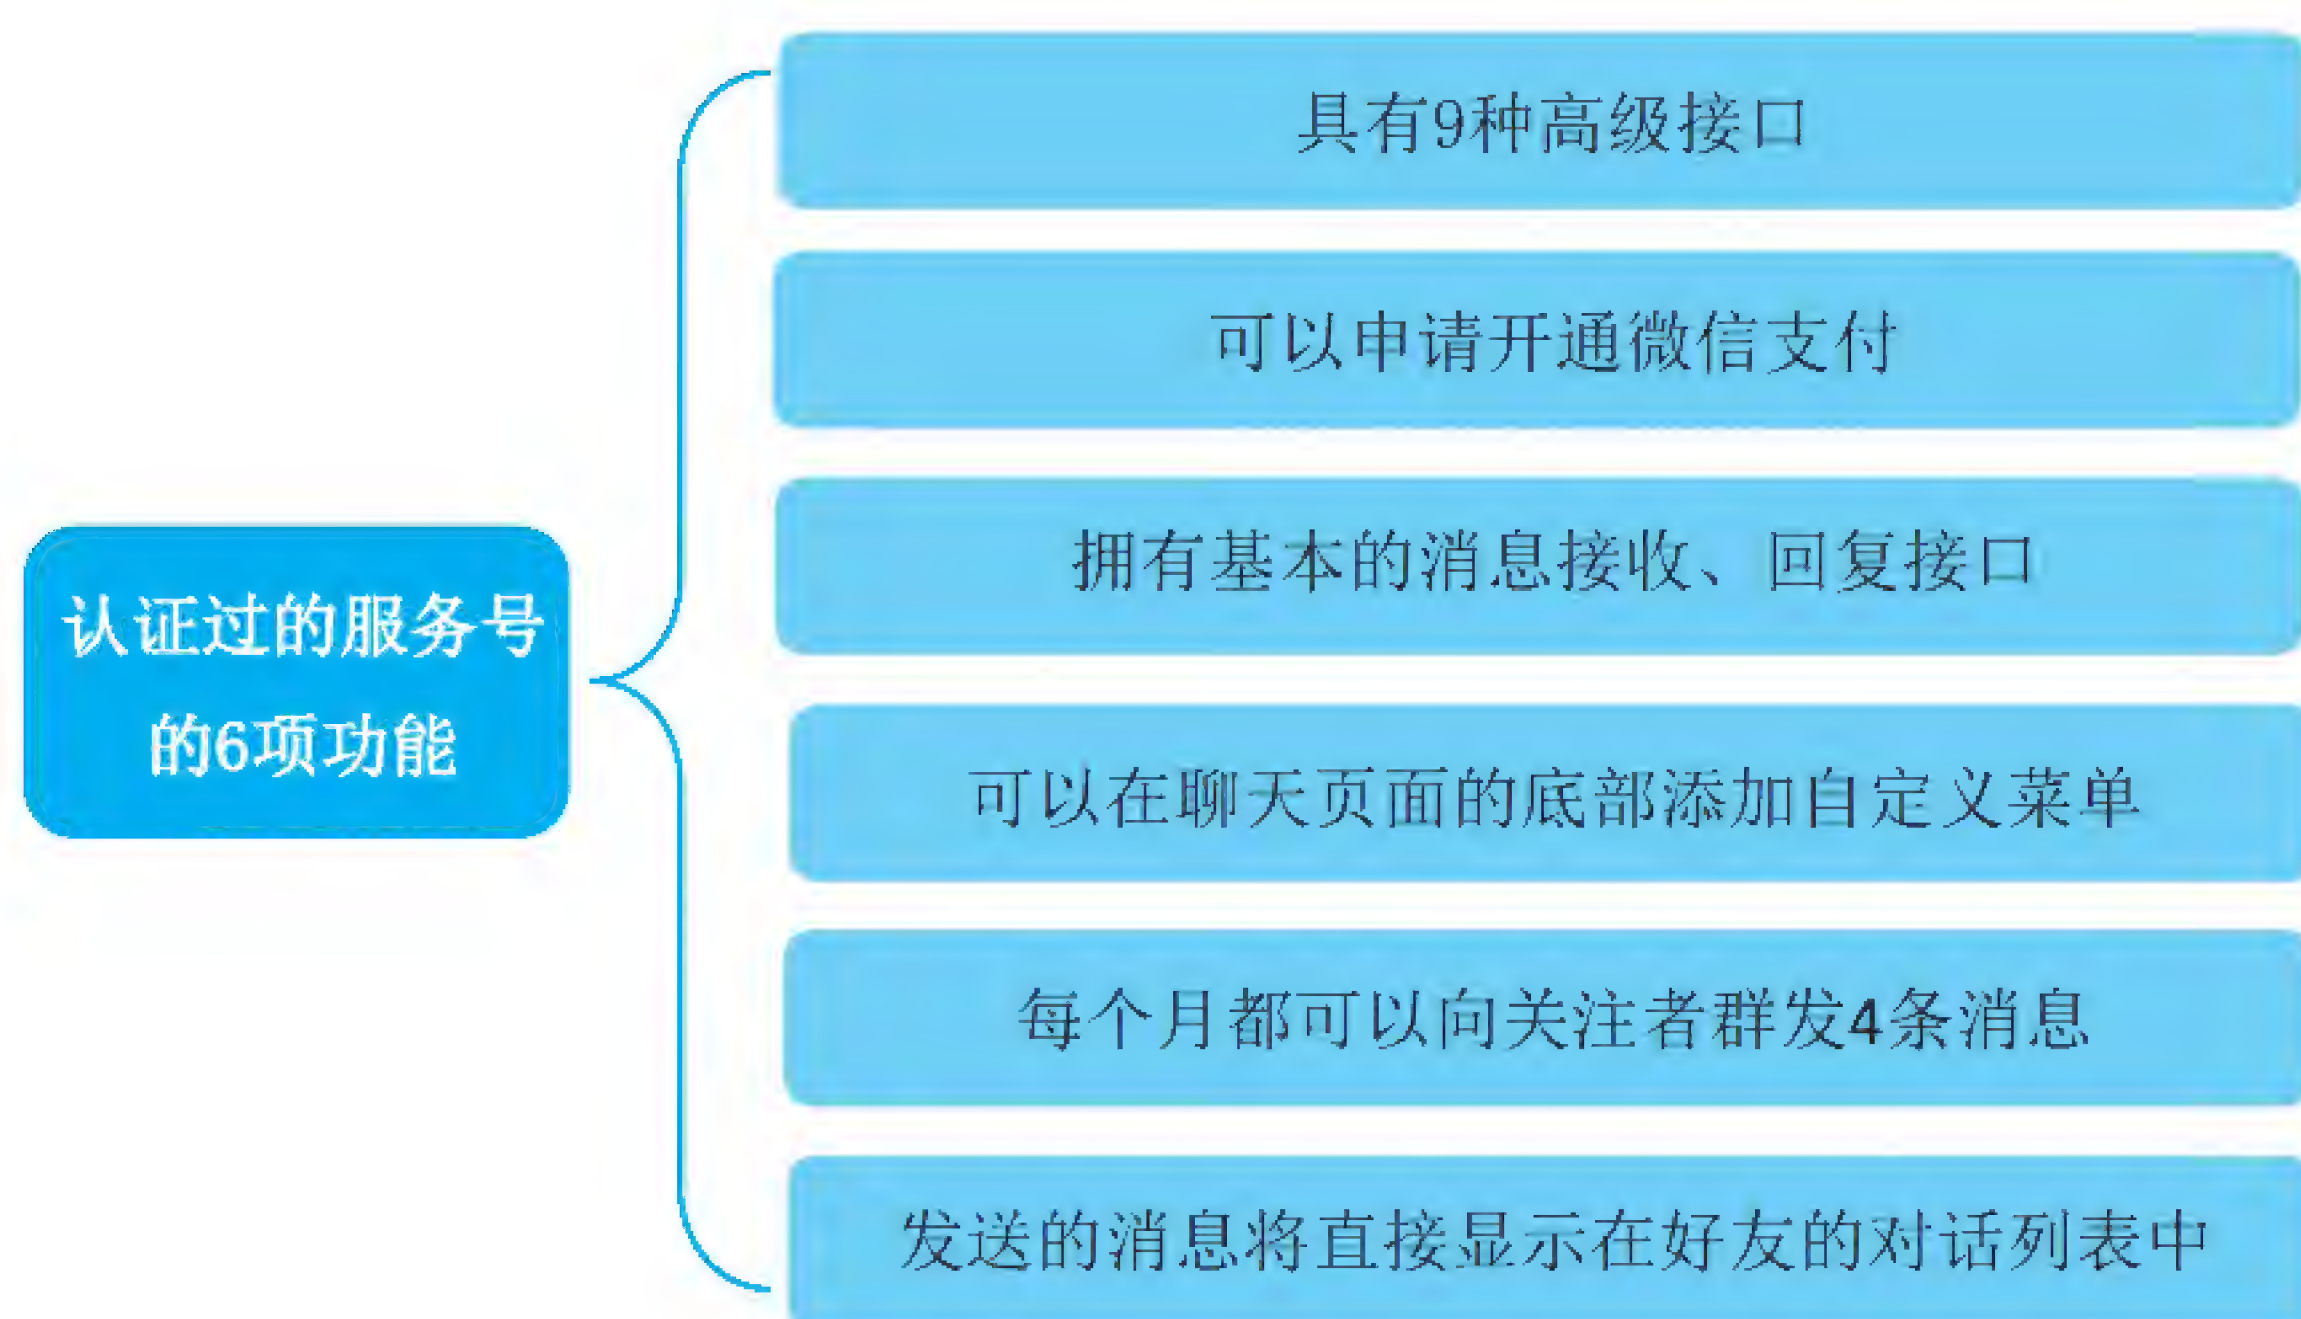 认证过的服务号
的6项功能
具有9种高级接口
可以申请开通微信支付
拥有基本的消息接收、回复接口
可以在聊天页面的底部添加自定义菜单
每个月都可以向关注者群发4条消息
发送的消息将直接显示在好友的对话列表中